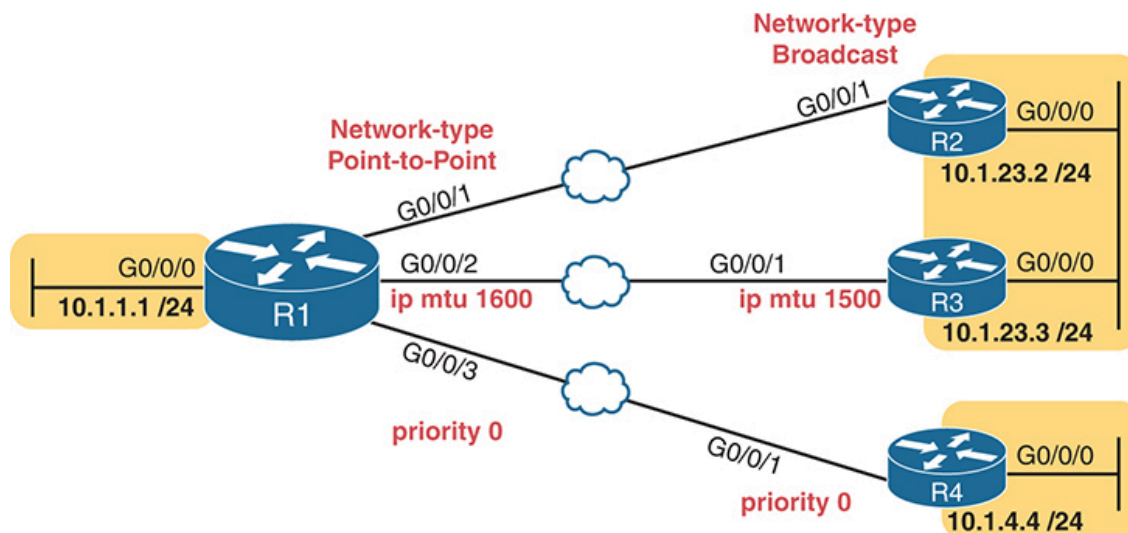 Network-type
Broadcast
G0/0/1
G0/0/0
R2
10.1.23.2 /24
Network-type
Point-to-Point
G0/0/1
G0/0/0
10.1.1.1 /24
R1
G0/0/2
ip mtu 1600
G0/0/1
ip mtu 1500
G0/0/0
R3
10.1.23.3 /24
G0/0/3
priority 0
G0/0/1
priority 0
G0/0/0
R4
10.1.4.4 /24